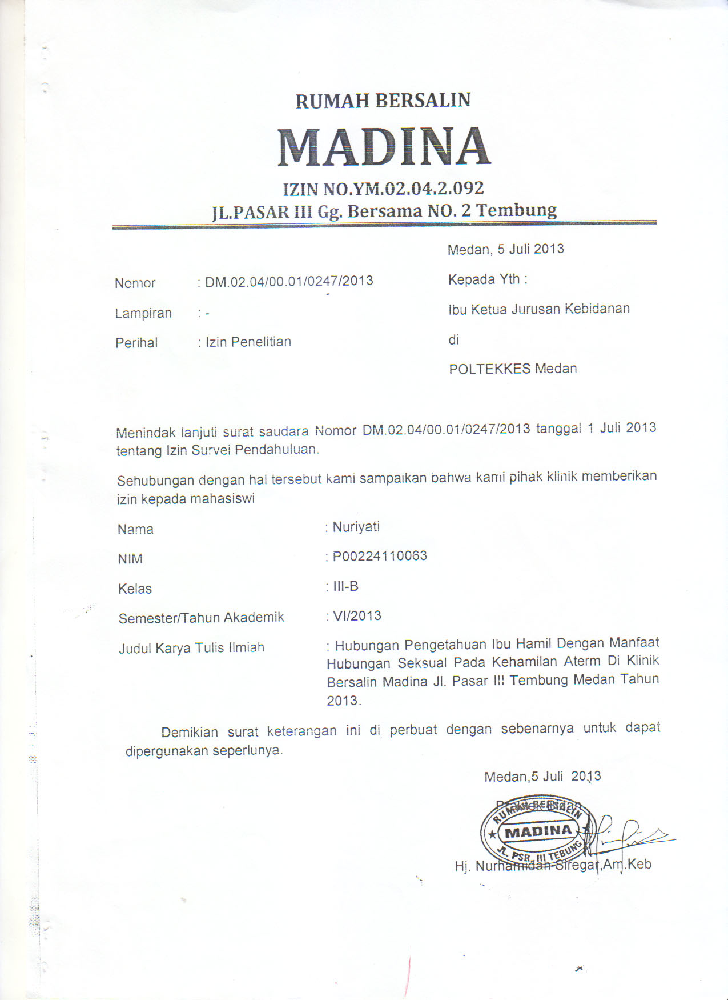 RUMAH BERSALIN
MADINA
IZIN NO.YM.02.04.2.092
JL.PASAR III Gg. Bersama NO. 2 Tembung
Medan, 5 Juli 2013
Nomor : DM.02.04/00.01/0247/2013
Kepada Yth :
Lampiran : -
Ibu Ketua Jurusan Kebidanan
Perihal : Izin Penelitian
di
POLTEKKES Medan
Menindak lanjuti surat saudara Nomor DM.02.04/00.01/0247/2013 tanggal 1 Juli 2013
tentang Izin Survei Pendahuluan.
Sehubungan dengan hal tersebut kami sampaikan bahwa kami pihak klinik memberikan
izin kepada mahasiswi
Nama : Nuriyati
NIM : P00224110063
Kelas : III-B
Semester/Tahun Akademik : VI/2013
Judul Karya Tulis Ilmiah : Hubungan Pengetahuan Ibu Hamil Dengan Manfaat
Hubungan Seksual Pada Kehamilan Aterm Di Klinik
Bersalin Madina Jl. Pasar III Tembung Medan Tahun
2013.
Demikian surat keterangan ini di perbuat dengan sebenarnya untuk dapat
dipergunakan seperlunya.
Medan,5 Juli 2013
Praktek Bidan
RUMAH BERSALIN
MADINA
JL. PSR. III TEBUNG
Hj. Nurhamidah Siregar,Am.Keb